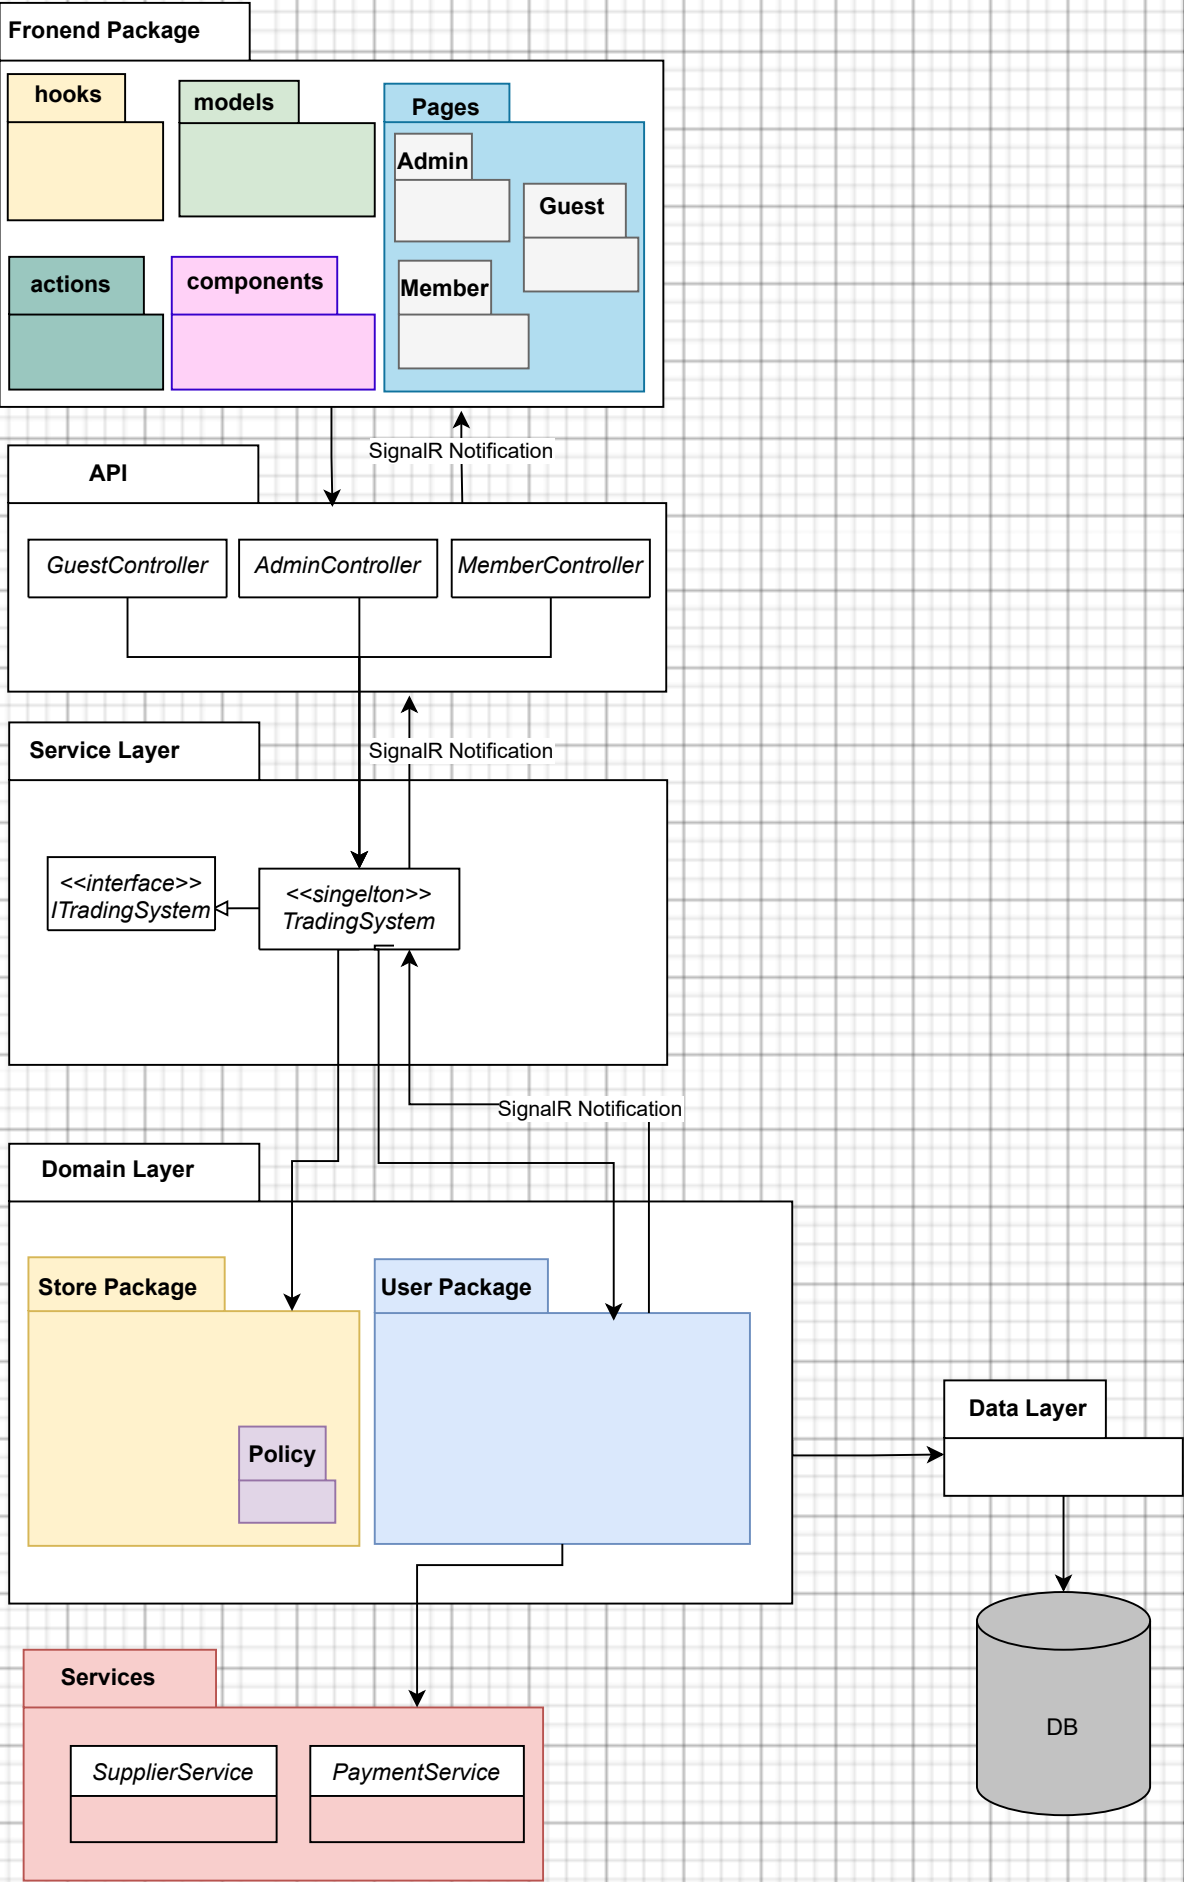 Fronend Package
hooks
models
Pages
Admin
Guest
actions
components
Member
SignalR Notification
API
GuestController
AdminController
MemberController
Service Layer
SignalR Notification
<<interface>>
ITradingSystem
<<singelton>>
TradingSystem
SignalR Notification
Domain Layer
Store Package
User Package
Policy
Data Layer
Services
SupplierService
PaymentService
DB